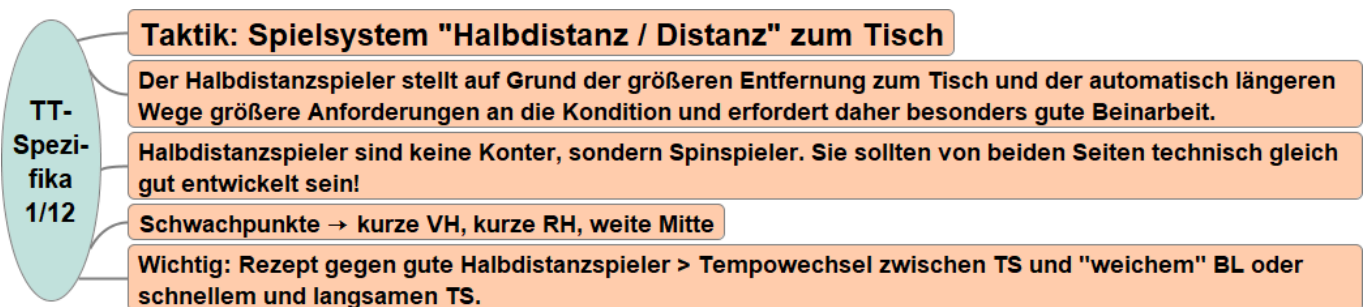 TT-
Spezi-
fika
1/12
Taktik: Spielsystem "Halbdistanz / Distanz" zum Tisch
Der Halbdistanzspieler stellt auf Grund der größeren Entfernung zum Tisch und der automatisch längeren
Wege größere Anforderungen an die Kondition und erfordert daher besonders gute Beinarbeit.
Halbdistanzspieler sind keine Konter, sondern Spinspieler. Sie sollten von beiden Seiten technisch gleich
gut entwickelt sein!
Schwachpunkte → kurze VH, kurze RH, weite Mitte
Wichtig: Rezept gegen gute Halbdistanzspieler > Tempowechsel zwischen TS und "weichem" BL oder
schnellem und langsamen TS.